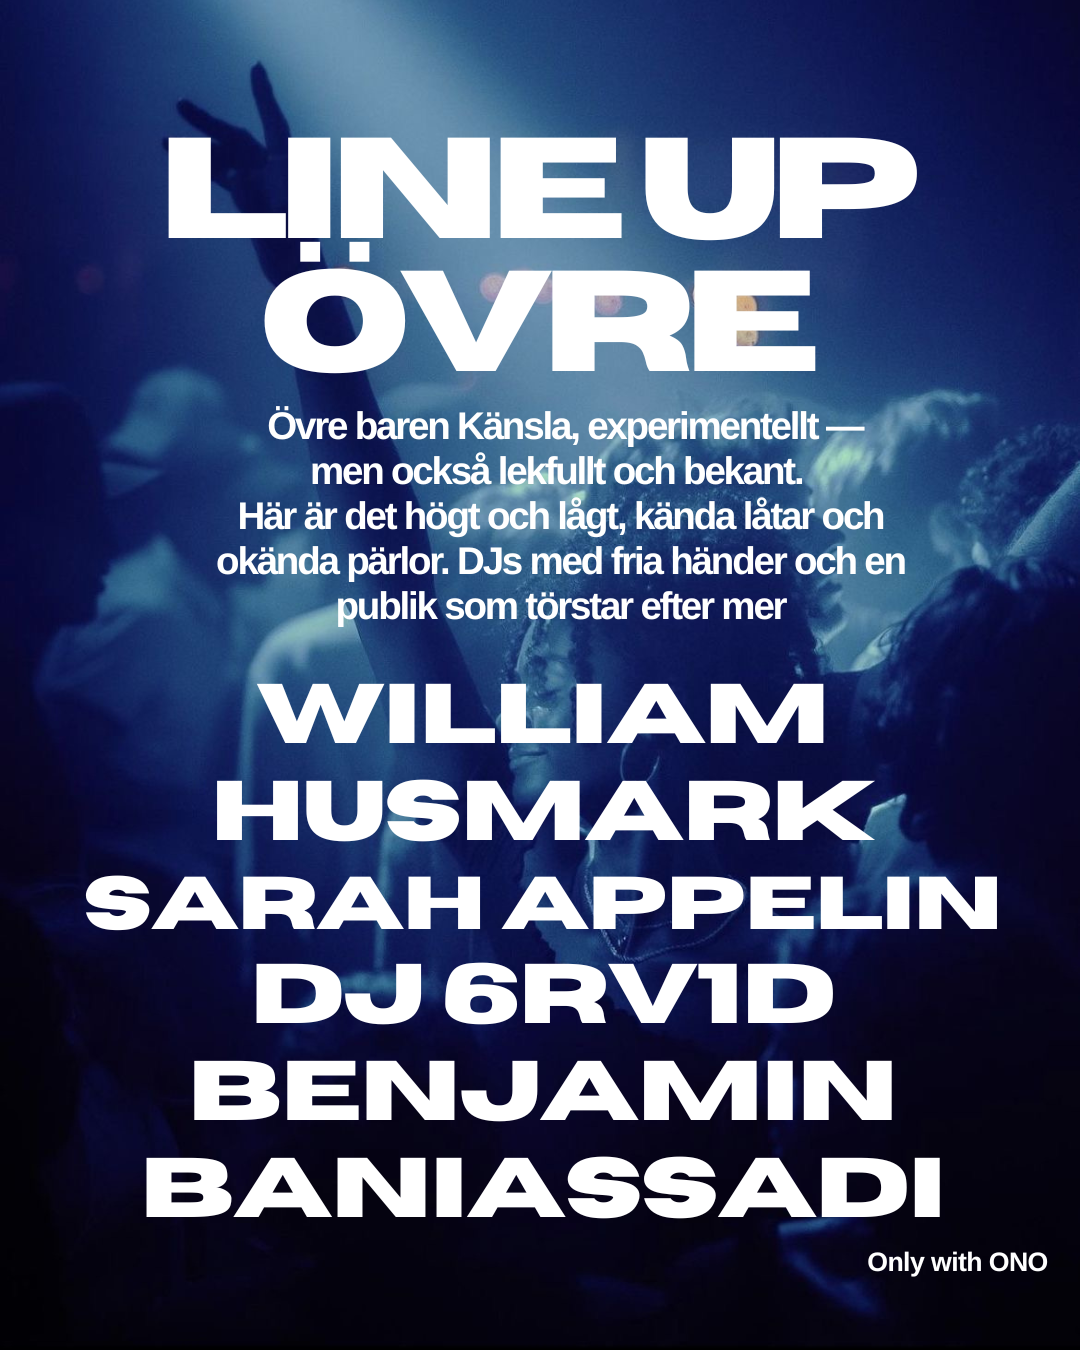 LINE UP
ÖVRE
Övre baren Känsla, experimentellt —
men också lekfullt och bekant.
Här är det högt och lågt, kända låtar och
okända pärlor. DJs med fria händer och en
publik som törstar efter mer
WILLIAM
HUSMARK
SARAH APPELIN
DJ 6RV1D
BENJAMIN
BANIASSADI
Only with ONO